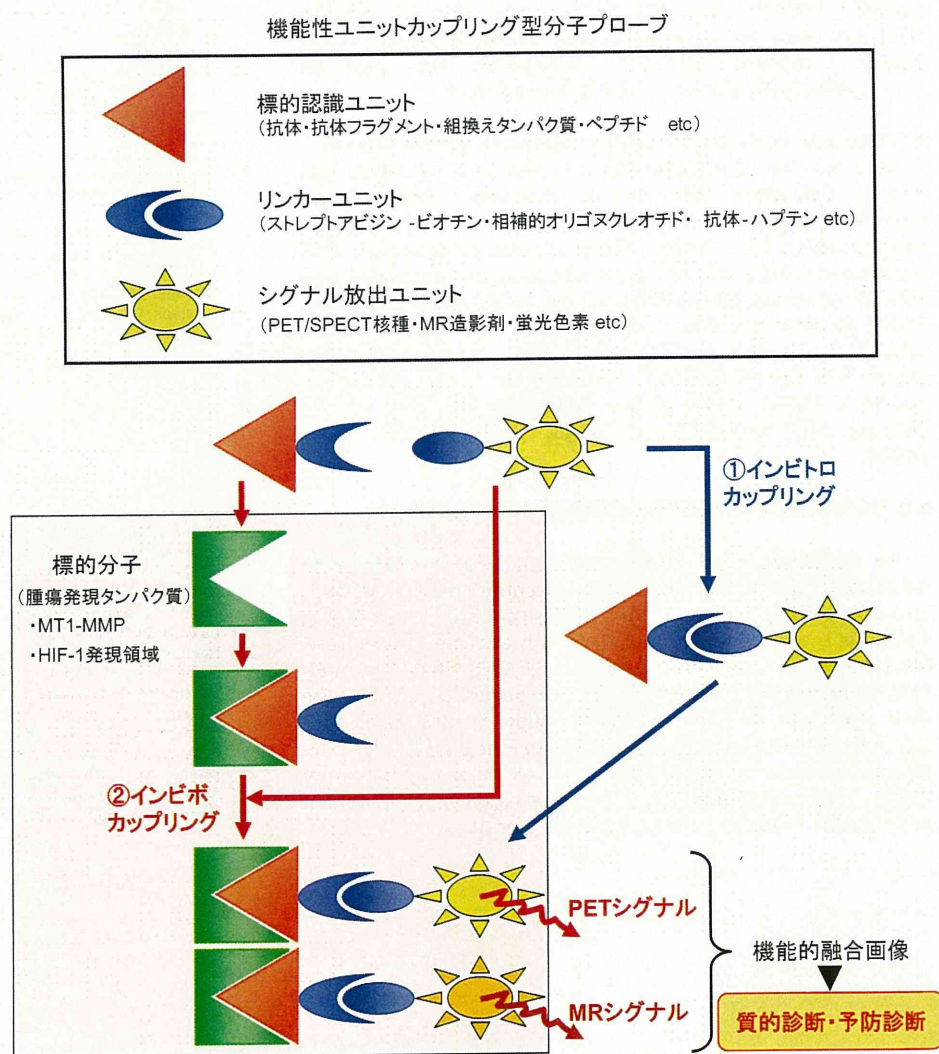 機能性ユニットカップリング型分子プローブ
標的認識ユニット
(抗体・抗体フラグメント・組換えタンパク質・ペプチド etc)
リンカーユニット
(ストレプトアビジン -ビオチン・相補的オリゴヌクレオチド・ 抗体-ハプテン etc)
シグナル放出ユニット
(PET/SPECT核種・MR造影剤・蛍光色素 etc)
①インビトロ
カップリング
標的分子
(腫瘍発現タンパク質)
・MT1-MMP
・HIF-1発現領域
②インビボ
カップリング
PETシグナル
機能的融合画像
MRシグナル
質的診断・予防診断